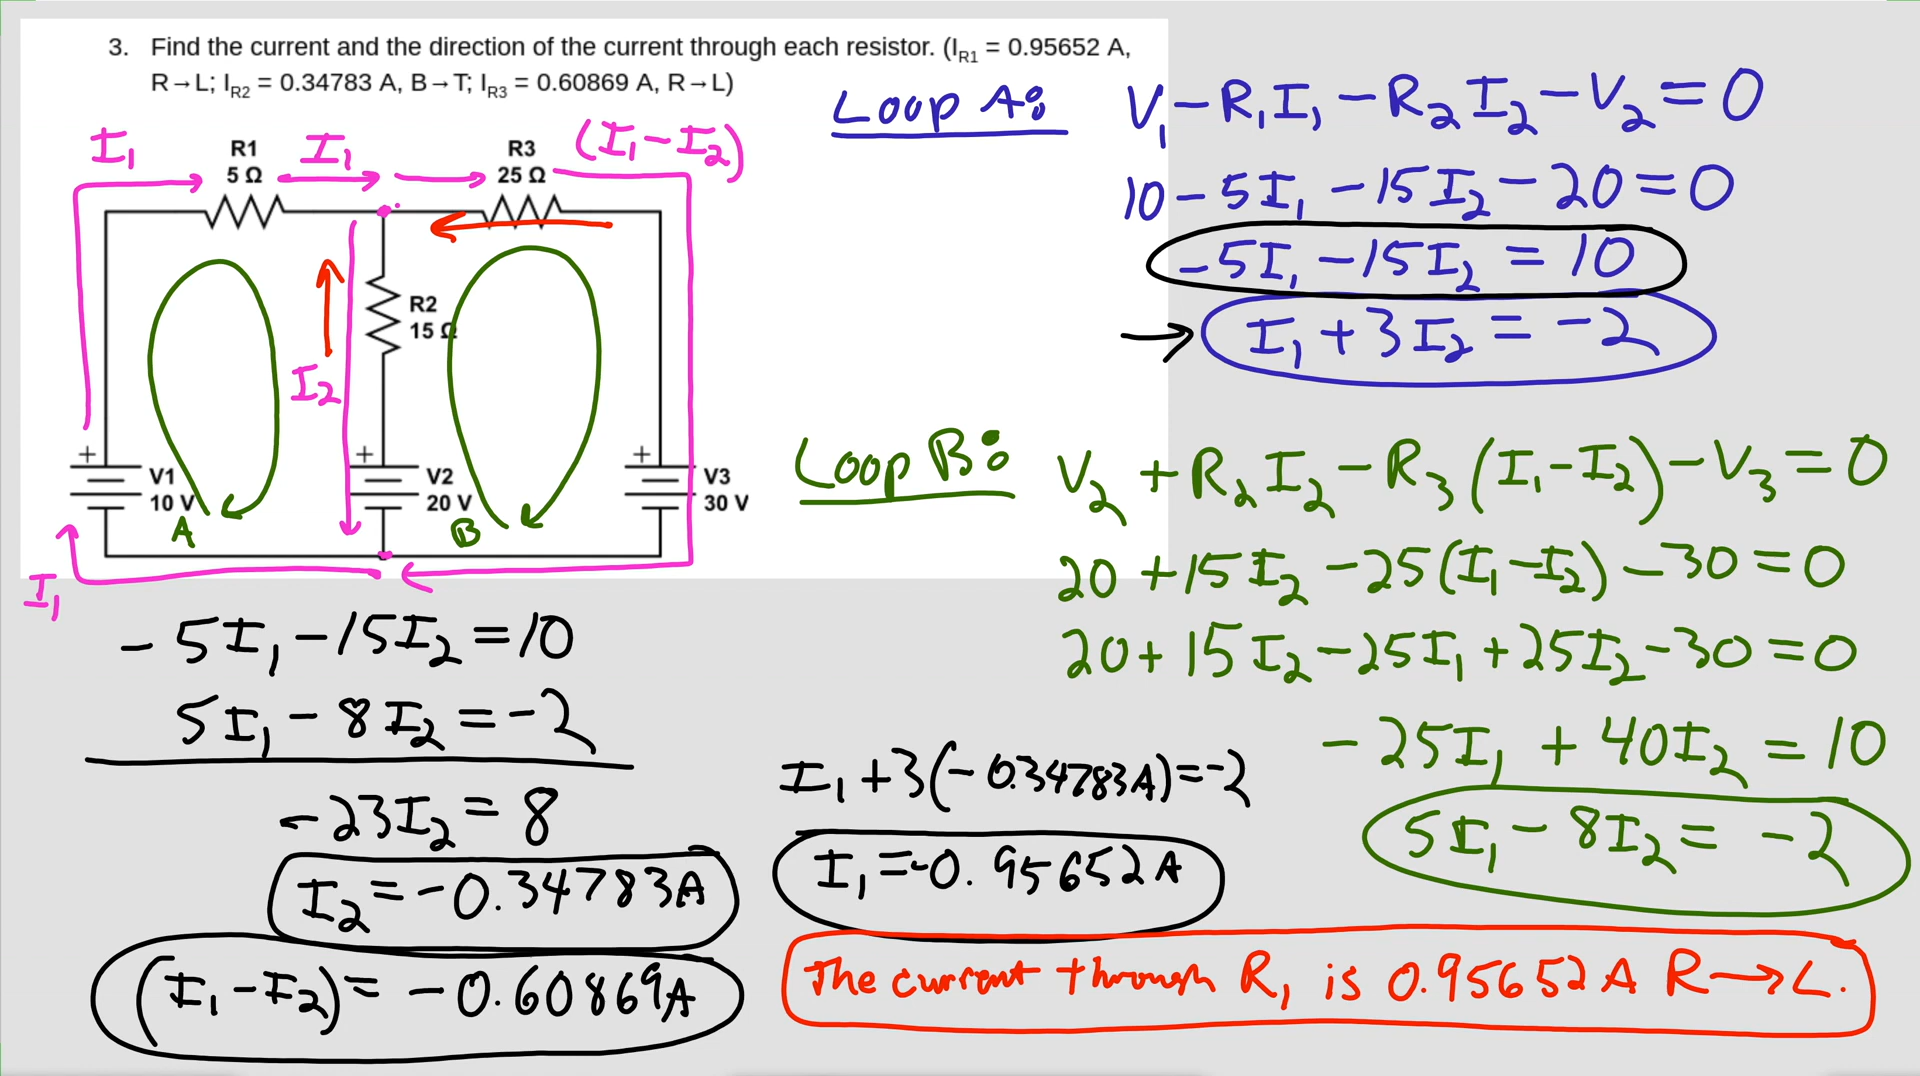 3. Find the current and the direction of the current through each resistor. (I_R1 = 0.95652 A,
R→L; I_R2 = 0.34783 A, B→T; I_R3 = 0.60869 A, R→L)
I₁
R1
5 Ω
I₁
R3
25 Ω
(I₁-I₂)
R2
15 Ω
I₂
+
V1
10 V
A
+
V2
20 V
B
+
V3
30 V
I₁
Loop A:
V₁-R₁I₁-R₂I₂-V₂=0
10-5I₁-15I₂-20=0
-5I₁-15I₂=10
→ I₁+3I₂=-2
Loop B:
V₂+R₂I₂-R₃(I₁-I₂)-V₃=0
20+15I₂-25(I₁-I₂)-30=0
20+15I₂-25I₁+25I₂-30=0
-25I₁+40I₂=10
5I₁-8I₂=-2
-5I₁-15I₂=10
5I₁-8I₂=-2
-23I₂=8
I₂=-0.34783A
(I₁-I₂)=-0.60869A
I₁+3(-0.34783A)=-2
I₁=-0.95652A
The current through R₁ is 0.95652A R→L.